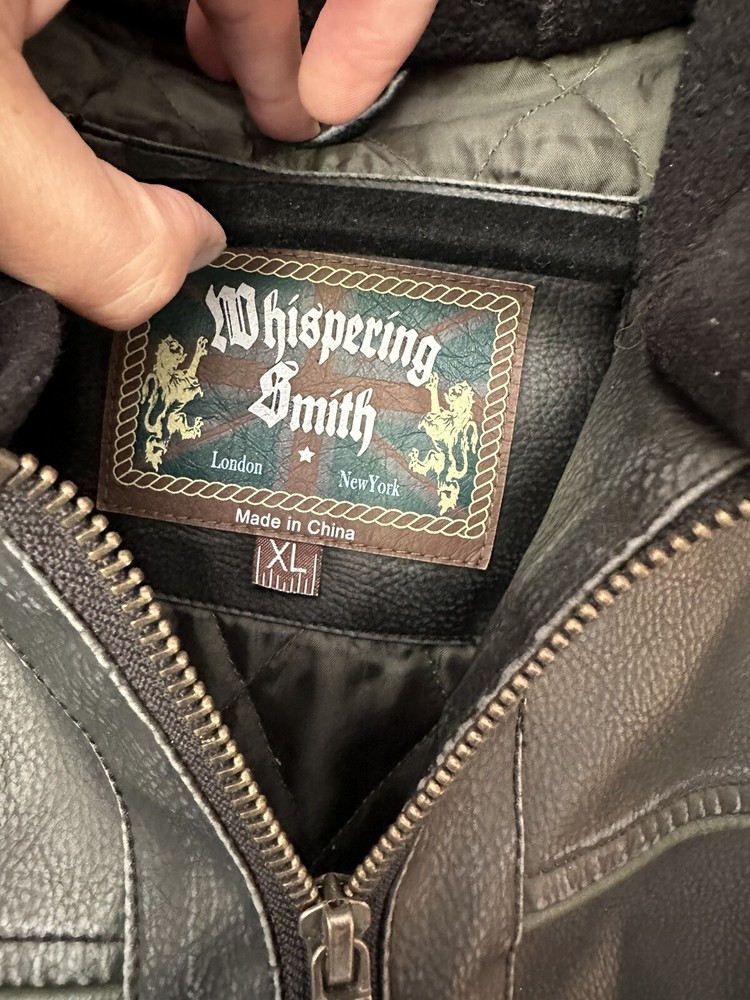 Whispering
Smith
London
NewYork
Made in China
XL